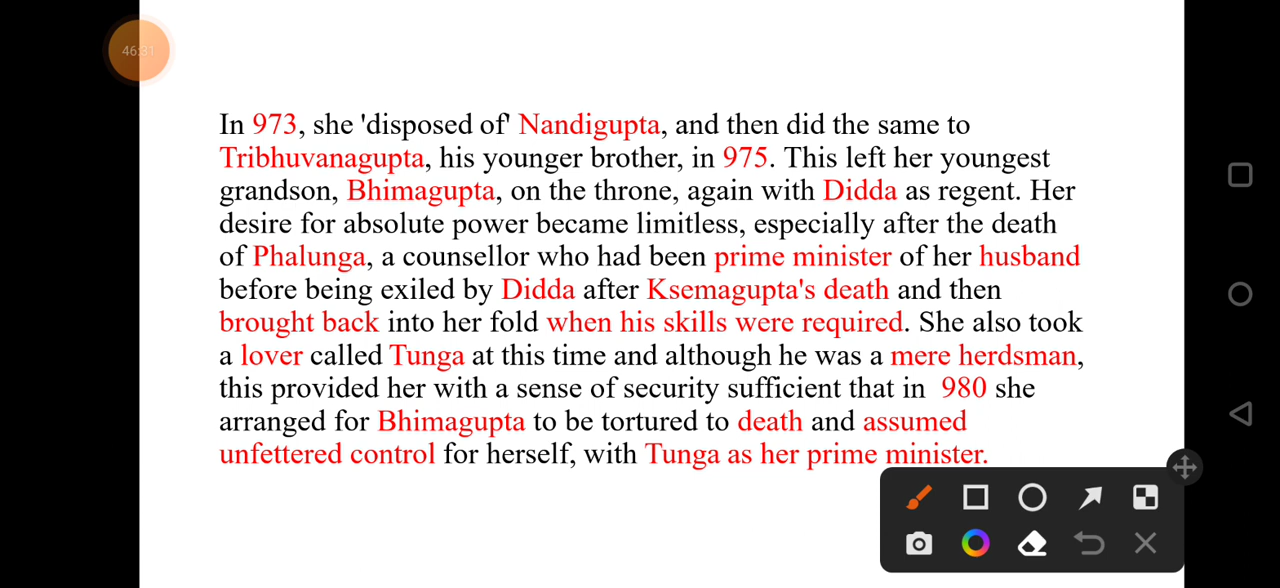 46:31
In 973, she 'disposed of' Nandigupta, and then did the same to
Tribhuvanagupta, his younger brother, in 975. This left her youngest
grandson, Bhimagupta, on the throne, again with Didda as regent. Her
desire for absolute power became limitless, especially after the death
of Phalunga, a counsellor who had been prime minister of her husband
before being exiled by Didda after Ksemagupta's death and then
brought back into her fold when his skills were required. She also took
a lover called Tunga at this time and although he was a mere herdsman,
this provided her with a sense of security sufficient that in 980 she
arranged for Bhimagupta to be tortured to death and assumed
unfettered control for herself, with Tunga as her prime minister.